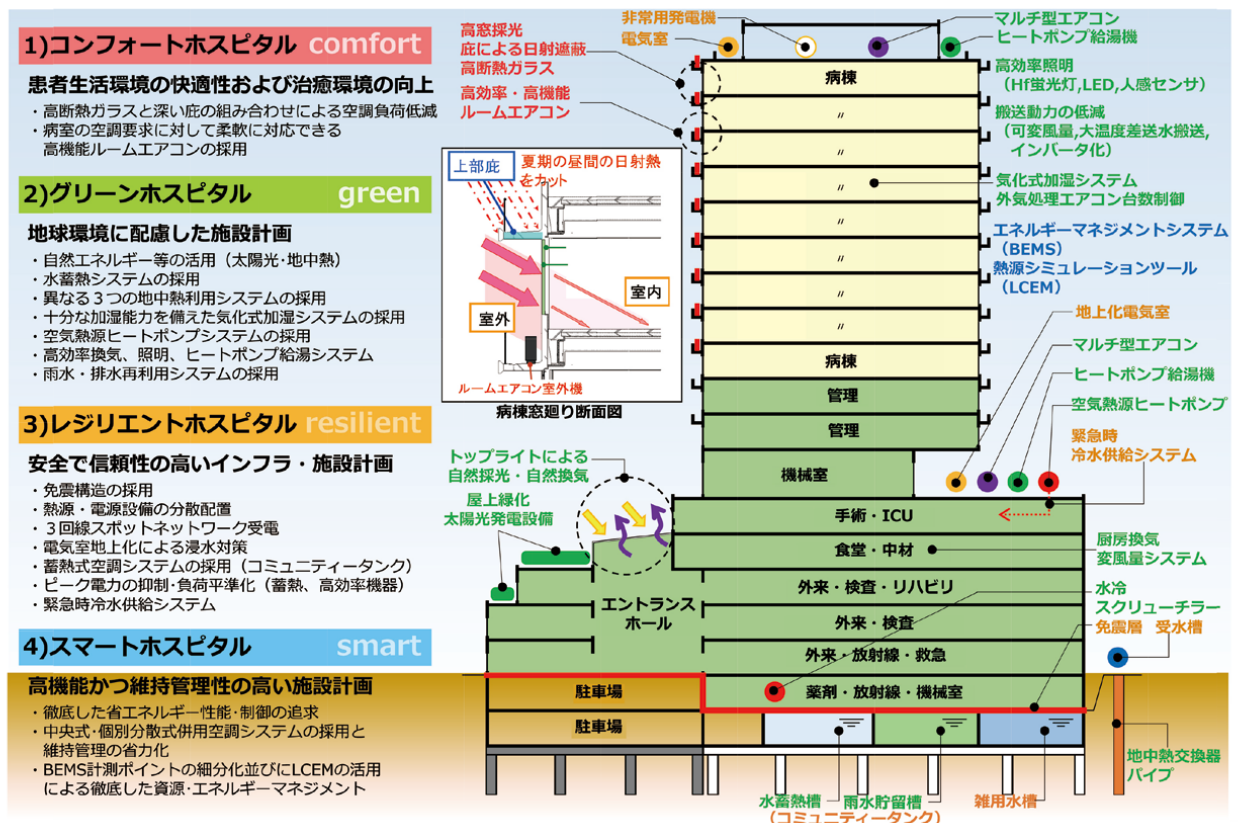 1)コンフォートホスピタル comfort
患者生活環境の快適性および治癒環境の向上
・高断熱ガラスと深い庇の組み合わせによる空調負荷低減
・病室の空調要求に対して柔軟に対応できる
高機能ルームエアコンの採用
2)グリーンホスピタル green
地球環境に配慮した施設計画
・自然エネルギー等の活用（太陽光・地中熱）
・水蓄熱システムの採用
・異なる３つの地中熱利用システムの採用
・十分な加湿能力を備えた気化式加湿システムの採用
・空気熱源ヒートポンプシステムの採用
・高効率換気、照明、ヒートポンプ給湯システム
・雨水・排水再利用システムの採用
3)レジリエントホスピタル resilient
安全で信頼性の高いインフラ・施設計画
・免震構造の採用
・熱源・電源設備の分散配置
・３回線スポットネットワーク受電
・電気室地上化による浸水対策
・蓄熱式空調システムの採用（コミュニティータンク）
・ピーク電力の抑制・負荷平準化（蓄熱、高効率機器）
・緊急時冷水供給システム
4)スマートホスピタル smart
高機能かつ維持管理性の高い施設計画
・徹底した省エネルギー性能・制御の追求
・中央式・個別分散式併用空調システムの採用と
維持管理の省力化
・BEMS計測ポイントの細分化並びにLCEMの活用
による徹底した資源・エネルギーマネジメント
高窓採光
庇による日射遮蔽
高断熱ガラス
高効率・高機能
ルームエアコン
非常用発電機
電気室
マルチ型エアコン
ヒートポンプ給湯機
高効率照明
（Hf蛍光灯,LED,人感センサ）
搬送動力の低減
（可変風量,大温度差送水搬送,
インバータ化）
気化式加湿システム
外気処理エアコン台数制御
エネルギーマネジメントシステム
（BEMS）
熱源シミュレーションツール
（LCEM）
地上化電気室
マルチ型エアコン
ヒートポンプ給湯機
空気熱源ヒートポンプ
緊急時
冷水供給システム
厨房換気
変風量システム
水冷
スクリューチラー
免震層 受水槽
地中熱交換器
パイプ
上部庇
夏期の昼間の日射熱
をカット
室内
室外
ルームエアコン室外機
病棟窓廻り断面図
トップライトによる
自然採光・自然換気
屋上緑化
太陽光発電設備
病棟
〃
〃
〃
〃
〃
〃
〃
病棟
管理
管理
機械室
手術・ICU
食堂・中材
外来・検査・リハビリ
エントランス
ホール
外来・検査
外来・放射線・救急
駐車場
薬剤・放射線・機械室
駐車場
水蓄熱槽 雨水貯留槽
（コミュニティータンク）
雑用水槽